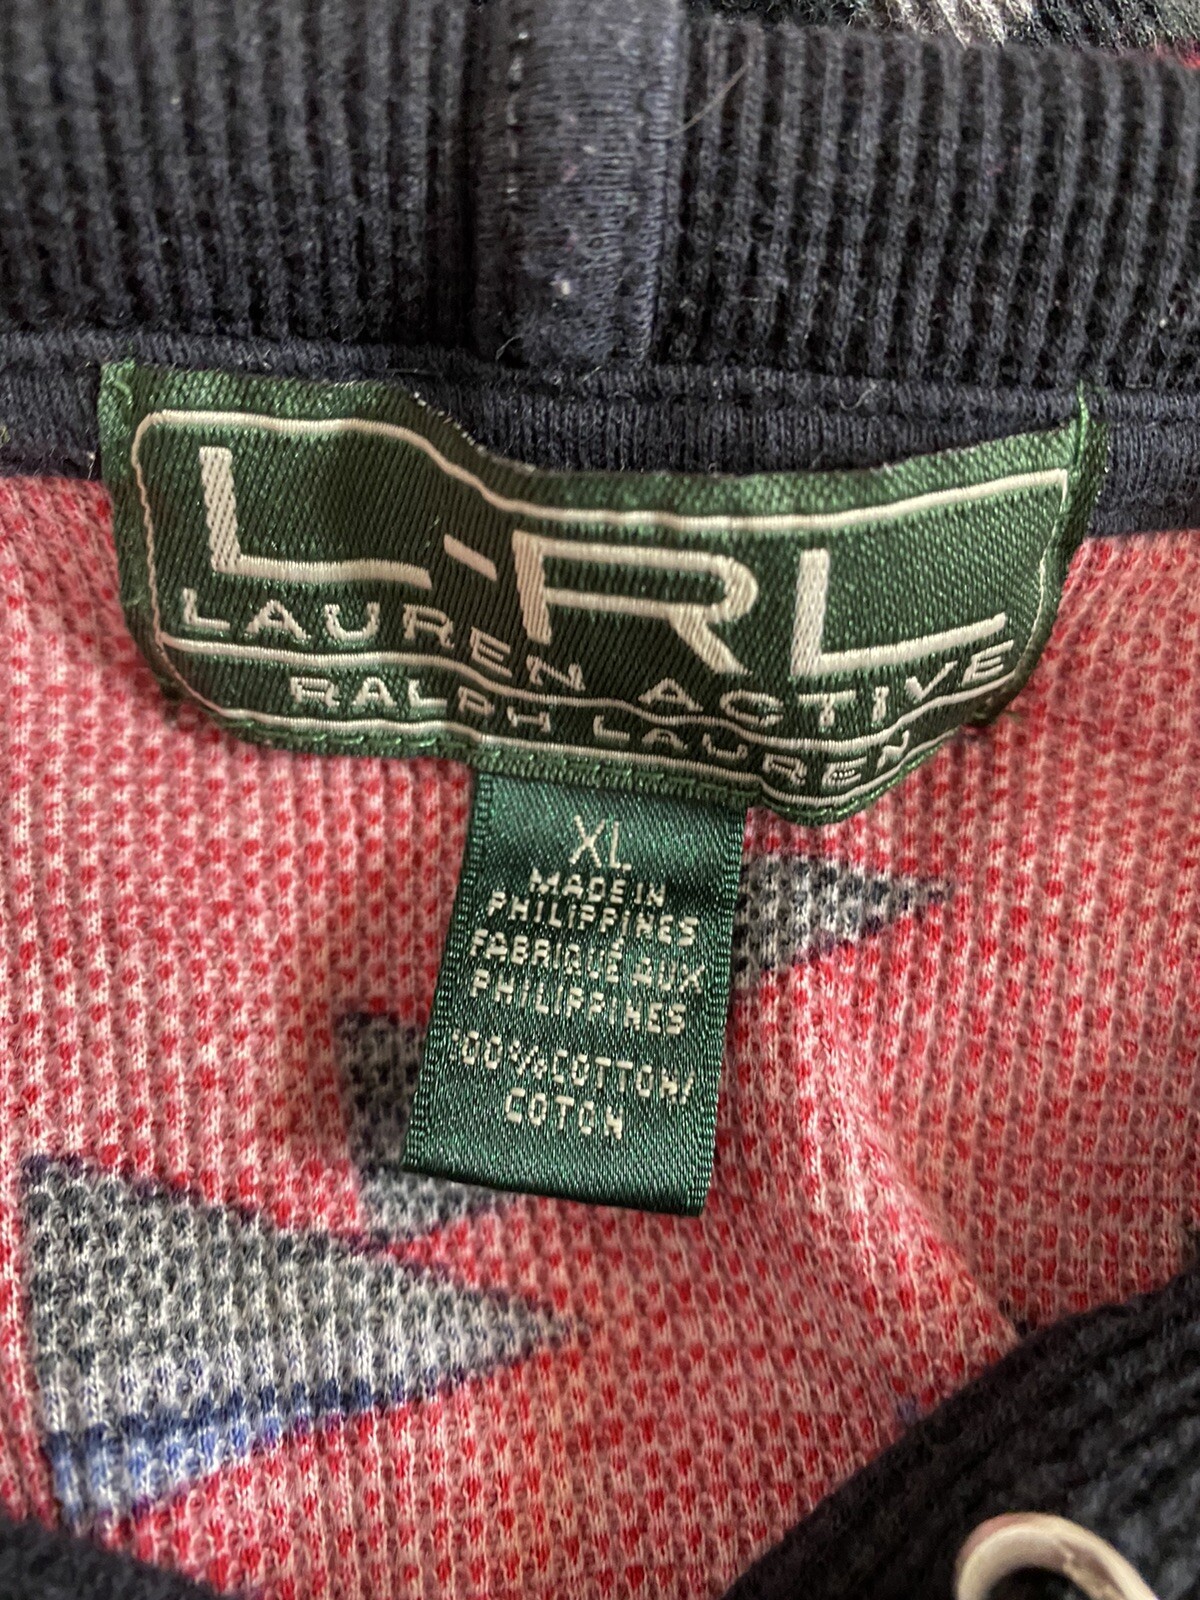 L-RL
LAUREN ACTIVE
RALPH LAUREN
XL
MADE IN
PHILIPPINES
FABRIQUÉ AUX
PHILIPPINES
100% COTTON/
COTON